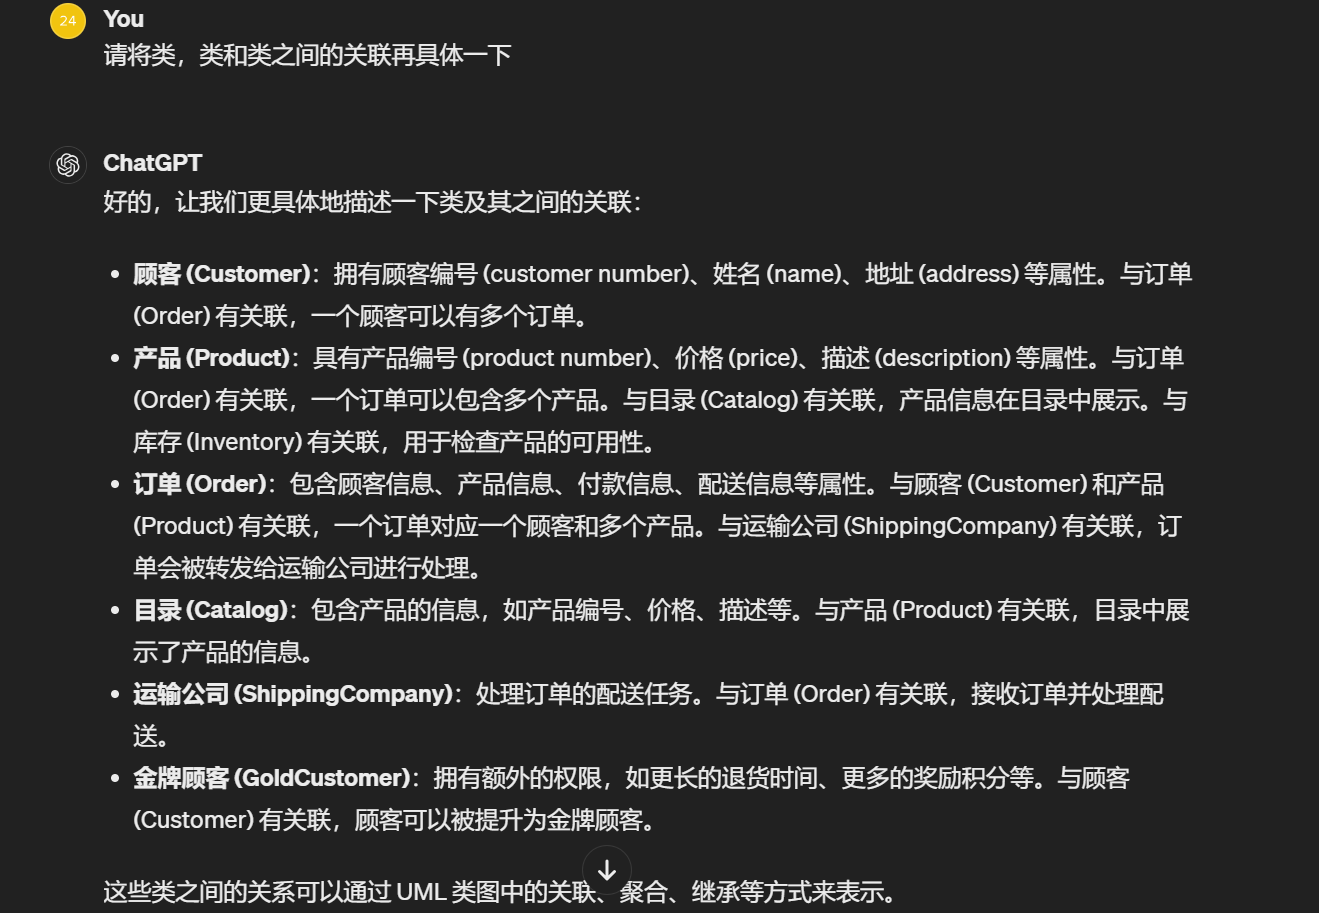 24
You
请将类，类和类之间的关联再具体一下
ChatGPT
好的，让我们更具体地描述一下类及其之间的关联：
• 顾客 (Customer)：拥有顾客编号 (customer number)、姓名 (name)、地址 (address) 等属性。与订单
(Order) 有关联，一个顾客可以有多个订单。
• 产品 (Product)：具有产品编号 (product number)、价格 (price)、描述 (description) 等属性。与订单
(Order) 有关联，一个订单可以包含多个产品。与目录 (Catalog) 有关联，产品信息在目录中展示。与
库存 (Inventory) 有关联，用于检查产品的可用性。
• 订单 (Order)：包含顾客信息、产品信息、付款信息、配送信息等属性。与顾客 (Customer) 和产品
(Product) 有关联，一个订单对应一个顾客和多个产品。与运输公司 (ShippingCompany) 有关联，订
单会被转发给运输公司进行处理。
• 目录 (Catalog)：包含产品的信息，如产品编号、价格、描述等。与产品 (Product) 有关联，目录中展
示了产品的信息。
• 运输公司 (ShippingCompany)：处理订单的配送任务。与订单 (Order) 有关联，接收订单并处理配
送。
• 金牌顾客 (GoldCustomer)：拥有额外的权限，如更长的退货时间、更多的奖励积分等。与顾客
(Customer) 有关联，顾客可以被提升为金牌顾客。
这些类之间的关系可以通过 UML 类图中的关联、聚合、继承等方式来表示。